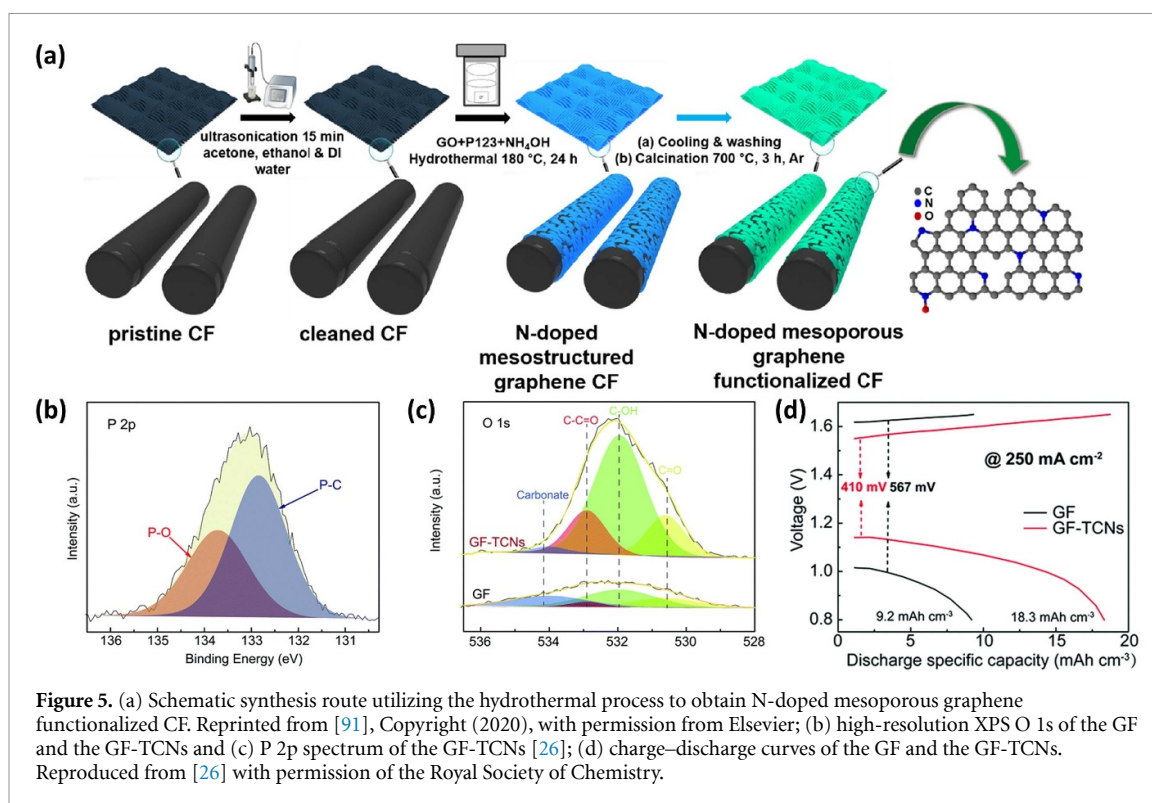 (a)
ultrasonication 15 min
acetone, ethanol & DI
water
GO+P123+NH₄OH
Hydrothermal 180 °C, 24 h
(a) Cooling & washing
(b) Calcination 700 °C, 3 h, Ar
C
N
O
pristine CF
cleaned CF
N-doped
mesostructured
graphene CF
N-doped mesoporous
graphene
functionalized CF
(b)
P 2p
P-C
P-O
Intensity (a.u.)
136 135 134 133 132 131
Binding Energy (eV)
(c)
O 1s
C-C=O
C-OH
C=O
Carbonate
GF-TCNs
GF
Intensity (a.u.)
536 534 532 530 528
Binding Energy (eV)
(d)
1.6
1.4
1.2
1.0
0.8
Voltage (V)
@ 250 mA cm⁻²
410 mV 567 mV
GF
GF-TCNs
9.2 mAh cm⁻³
18.3 mAh cm⁻³
0 5 10 15 20
Discharge specific capacity (mAh cm⁻³)
Figure 5. (a) Schematic synthesis route utilizing the hydrothermal process to obtain N-doped mesoporous graphene
functionalized CF. Reprinted from [91], Copyright (2020), with permission from Elsevier; (b) high-resolution XPS O 1s of the GF
and the GF-TCNs and (c) P 2p spectrum of the GF-TCNs [26]; (d) charge–discharge curves of the GF and the GF-TCNs.
Reproduced from [26] with permission of the Royal Society of Chemistry.